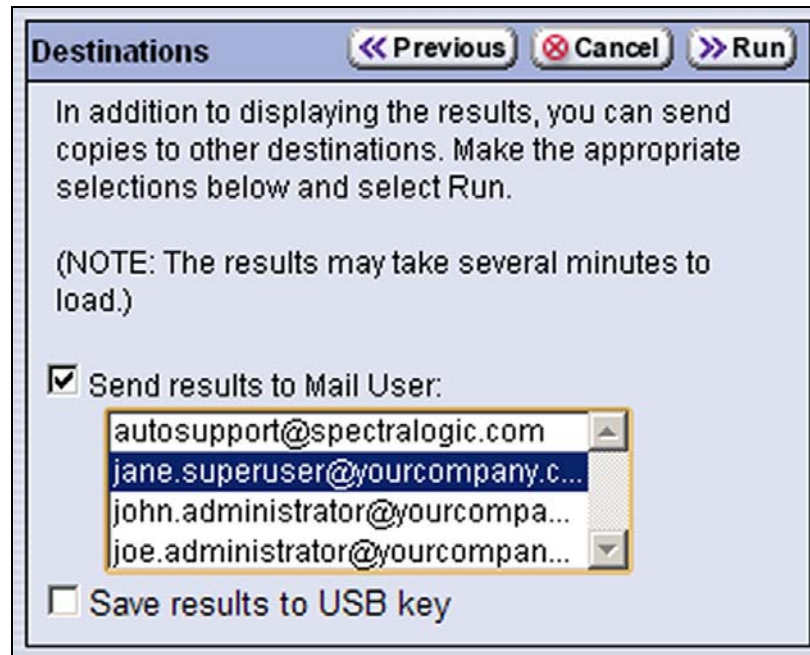 Destinations
Previous
Cancel
Run
In addition to displaying the results, you can send
copies to other destinations. Make the appropriate
selections below and select Run.
(NOTE: The results may take several minutes to
load.)
Send results to Mail User:
autosupport@spectralogic.com
jane.superuser@yourcompany.c...
john.administrator@yourcompa...
joe.administrator@yourcompan...
Save results to USB key